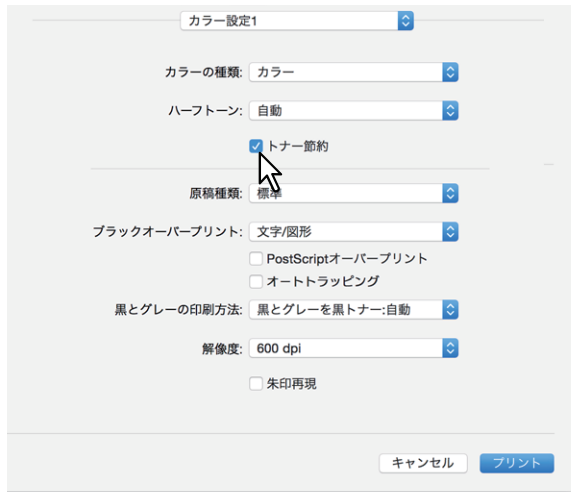 カラー設定1
カラーの種類: カラー
ハーフトーン: 自動
トナー節約
原稿種類: 標準
ブラックオーバープリント: 文字/図形
PostScriptオーバープリント
オートトラッピング
黒とグレーの印刷方法: 黒とグレーを黒トナー:自動
解像度: 600 dpi
朱印再現
キャンセル プリント